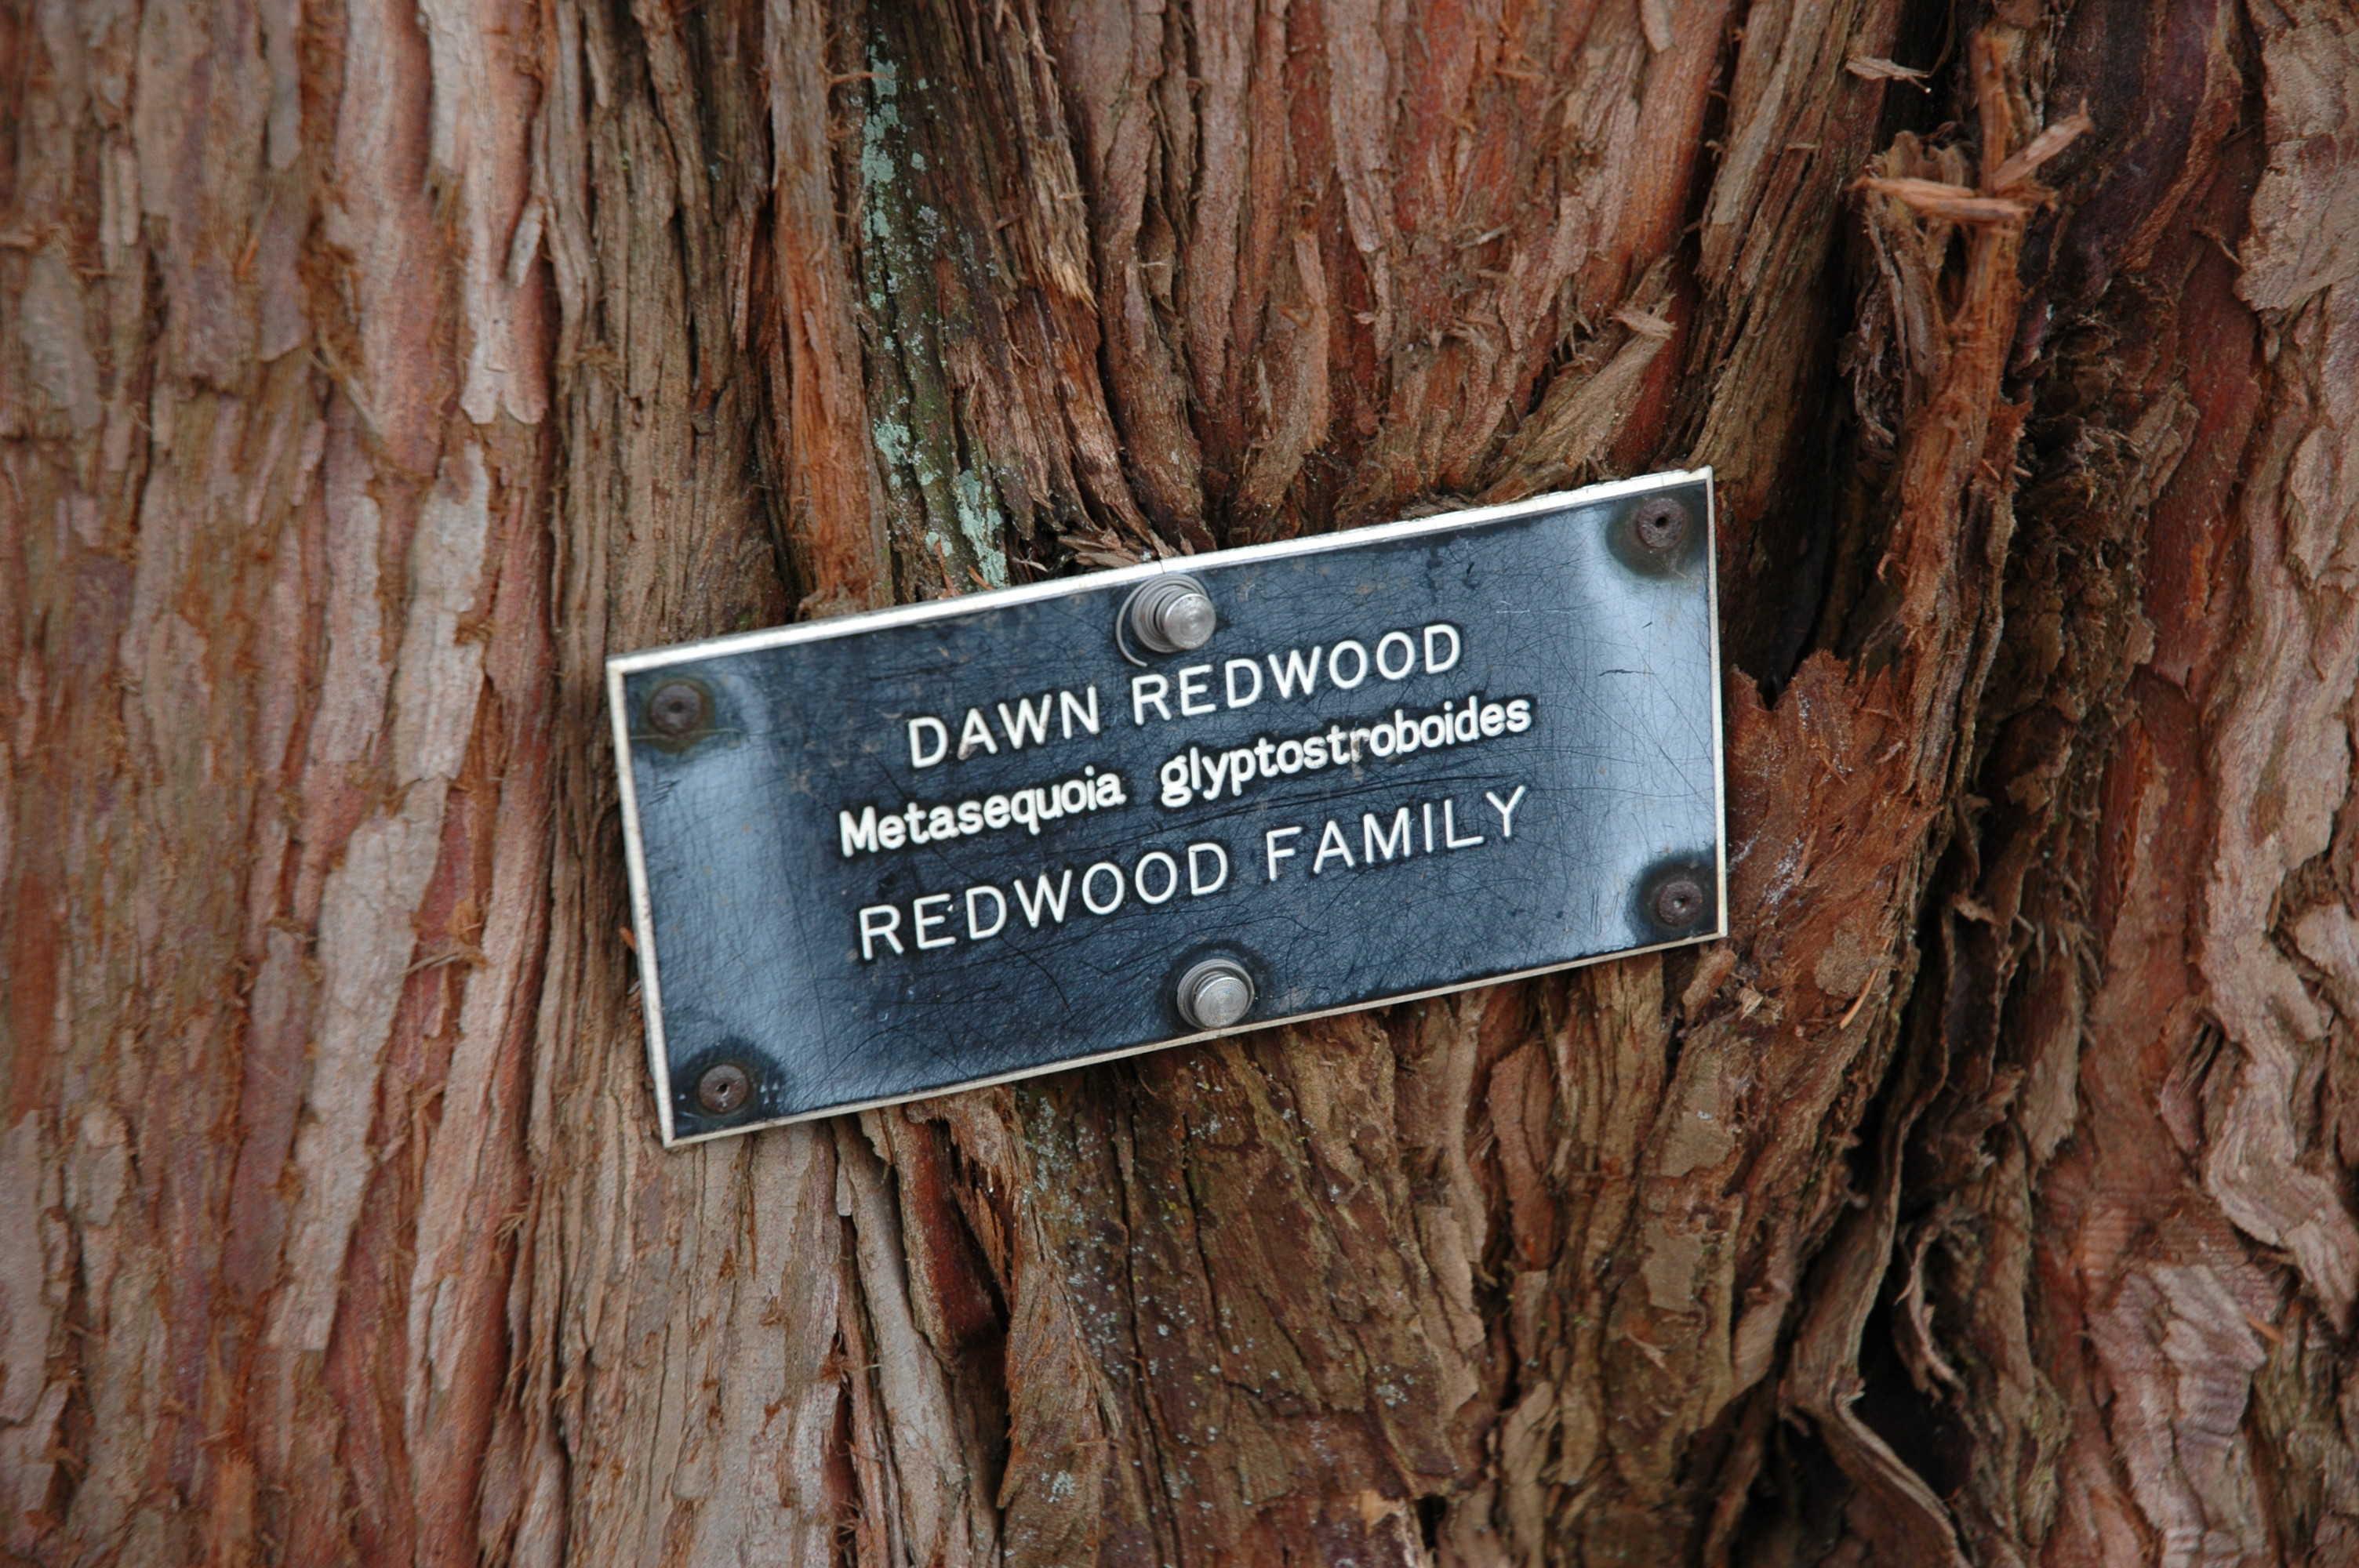 DAWN REDWOOD
Metasequoia glyptostroboides
REDWOOD FAMILY